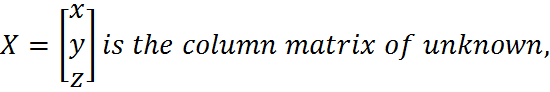 X = [x y z] is the column matrix of unknown,